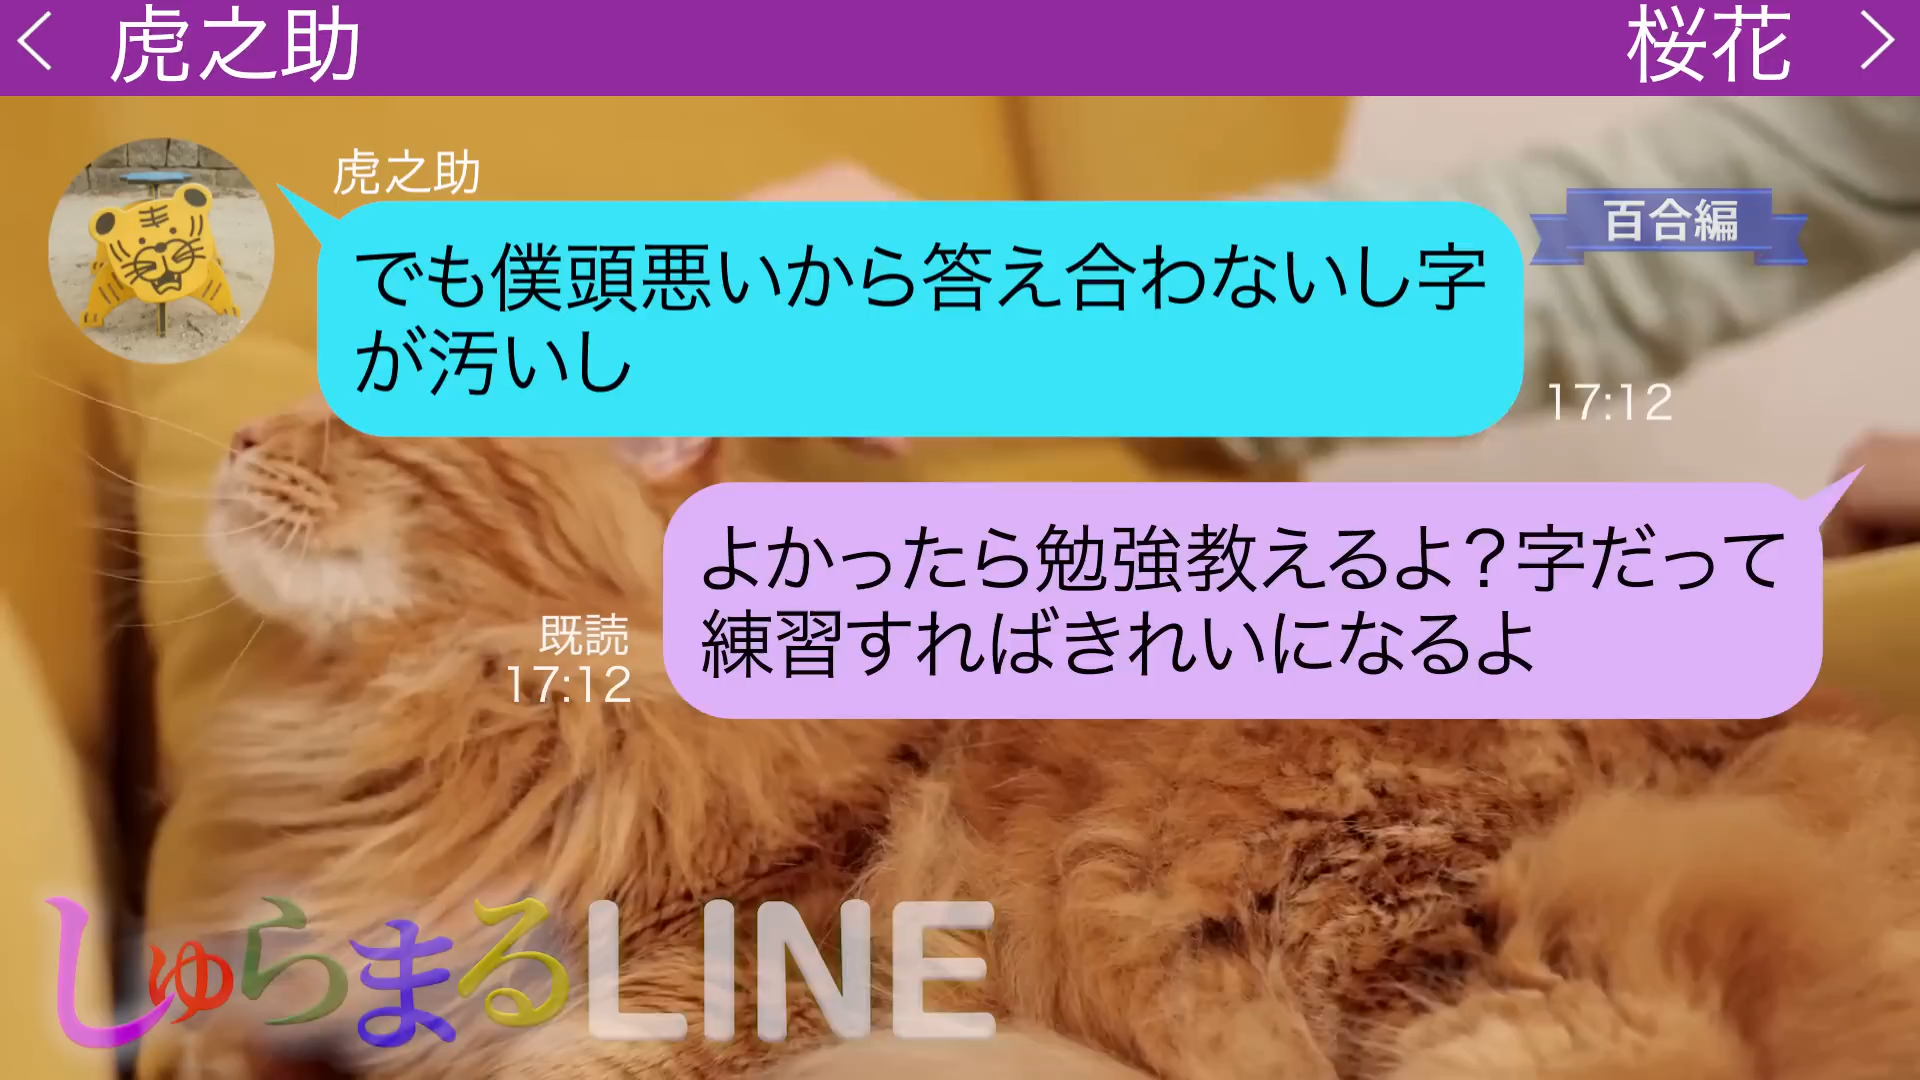 虎之助
桜花
虎之助
百合編
でも僕頭悪いから答え合わないし字
が汚いし
17:12
よかったら勉強教えるよ？字だって
練習すればきれいになるよ
既読
17:12
しゅらまるLINE